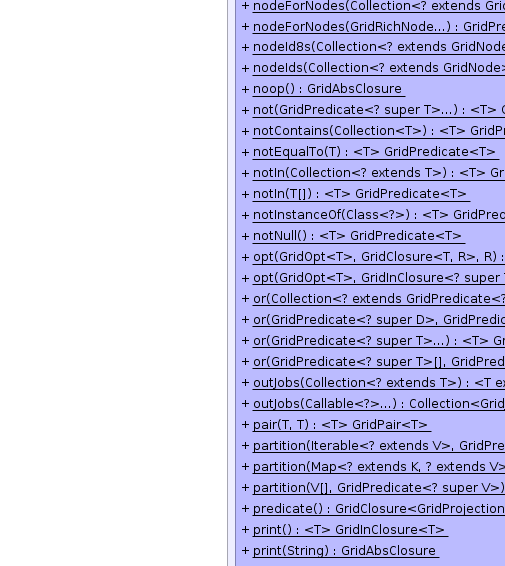 + nodeForNodes(Collection<? extends Gri
+ nodeForNodes(GridRichNode...) : GridPre
+ nodeId8s(Collection<? extends GridNode
+ nodeIds(Collection<? extends GridNode>
+ noop() : GridAbsClosure
+ not(GridPredicate<? super T>...) : <T> G
+ notContains(Collection<T>) : <T> GridPr
+ notEqualTo(T) : <T> GridPredicate<T>
+ notIn(Collection<? extends T>) : <T> Gr
+ notIn(T[]) : <T> GridPredicate<T>
+ notInstanceOf(Class<?>) : <T> GridPred
+ notNull() : <T> GridPredicate<T>
+ opt(GridOpt<T>, GridClosure<T, R>, R) :
+ opt(GridOpt<T>, GridInClosure<? super T
+ or(Collection<? extends GridPredicate<?
+ or(GridPredicate<? super D>, GridPredic
+ or(GridPredicate<? super T>...) : <T> Gr
+ or(GridPredicate<? super T>[], GridPred
+ outJobs(Collection<? extends T>) : <T ex
+ outJobs(Callable<?>...) : Collection<Grid
+ pair(T, T) : <T> GridPair<T>
+ partition(Iterable<? extends V>, GridPre
+ partition(Map<? extends K, ? extends V>
+ partition(V[], GridPredicate<? super V>)
+ predicate() : GridClosure<GridProjection
+ print() : <T> GridInClosure<T>
+ print(String) : GridAbsClosure